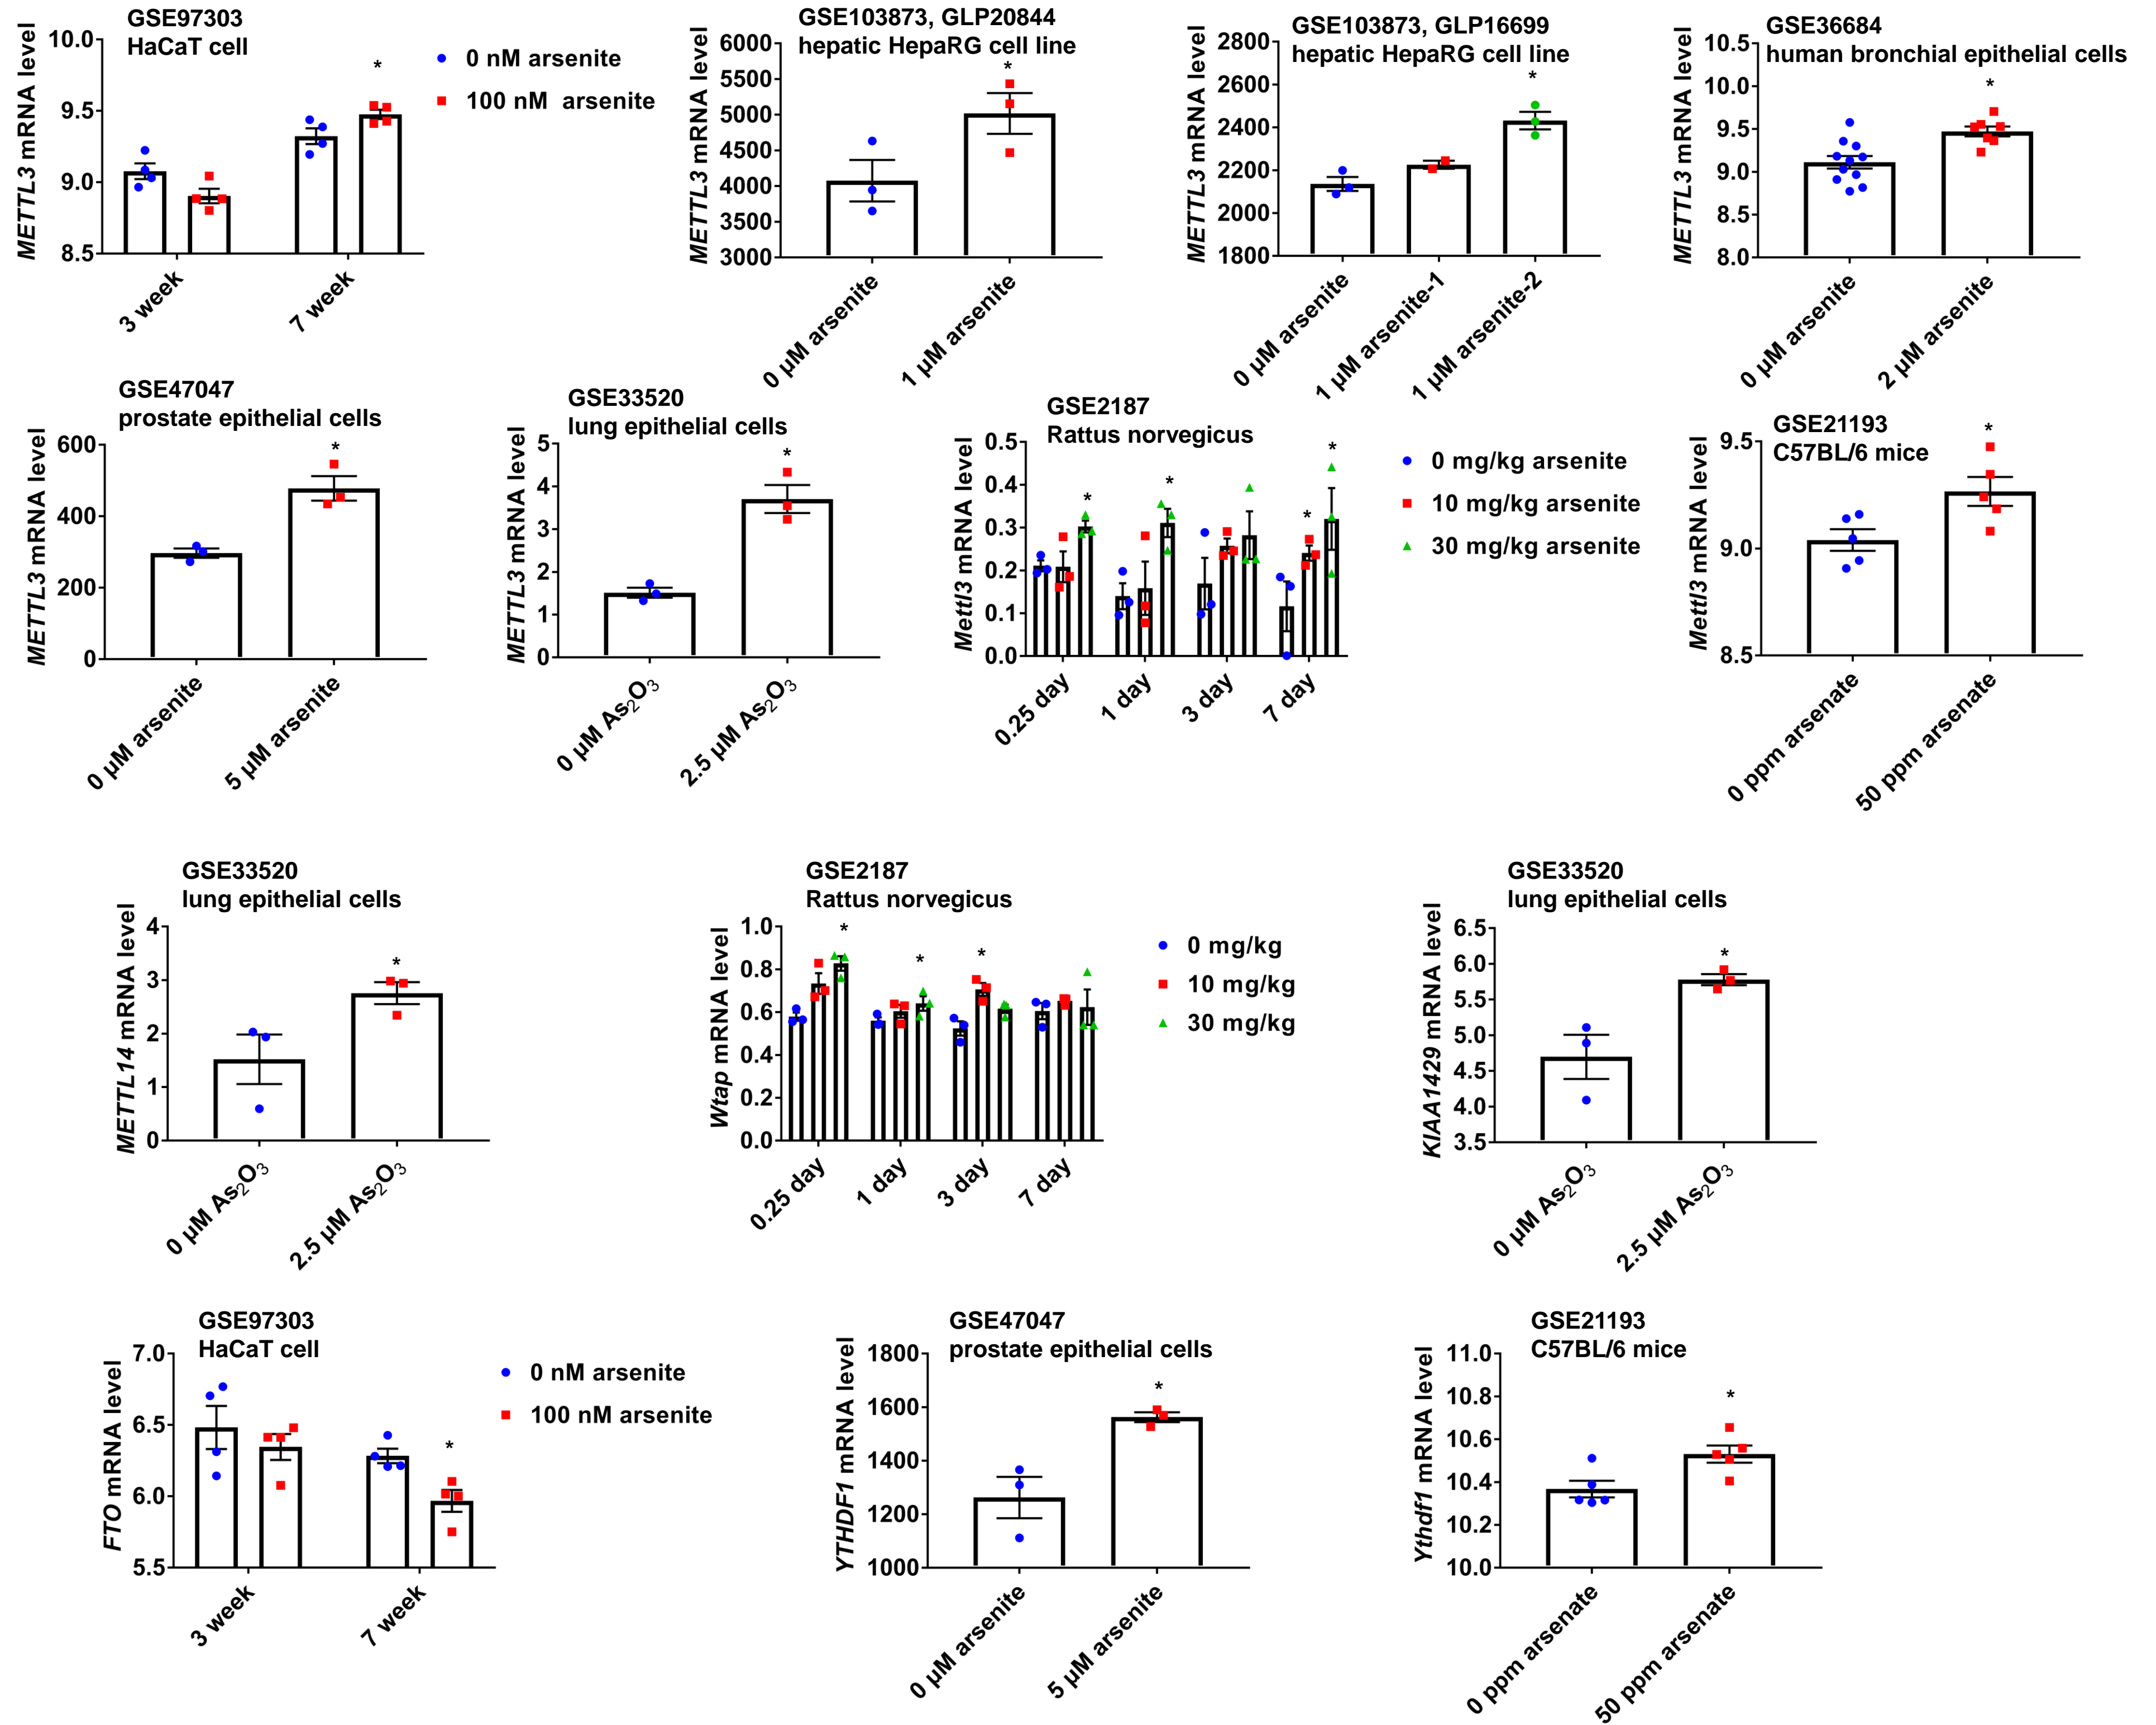 GSE97303
HaCaT cell
METTL3 mRNA level
10.0
9.5
9.0
8.5
*
3 week
7 week
0 nM arsenite
100 nM arsenite
GSE103873, GLP20844
hepatic HepaRG cell line
METTL3 mRNA level
6000
5500
5000
4500
4000
3500
3000
*
0 µM arsenite
1 µM arsenite
GSE103873, GLP16699
hepatic HepaRG cell line
METTL3 mRNA level
2800
2600
2400
2200
2000
1800
*
0 µM arsenite
1 µM arsenite-1
1 µM arsenite-2
GSE36684
human bronchial epithelial cells
METTL3 mRNA level
10.5
10.0
9.5
9.0
8.5
8.0
*
0 µM arsenite
2 µM arsenite
GSE47047
prostate epithelial cells
METTL3 mRNA level
600
400
200
0
*
0 µM arsenite
5 µM arsenite
GSE33520
lung epithelial cells
METTL3 mRNA level
5
4
3
2
1
0
*
0 µM As₂O₃
2.5 µM As₂O₃
GSE2187
Rattus norvegicus
Mettl3 mRNA level
0.5
0.4
0.3
0.2
0.1
0.0
* * * *
0.25 day
1 day
3 day
7 day
0 mg/kg arsenite
10 mg/kg arsenite
30 mg/kg arsenite
GSE21193
C57BL/6 mice
Mettl3 mRNA level
9.5
9.0
8.5
*
0 ppm arsenate
50 ppm arsenate
GSE33520
lung epithelial cells
METTL14 mRNA level
4
3
2
1
0
*
0 µM As₂O₃
2.5 µM As₂O₃
GSE2187
Rattus norvegicus
Wtap mRNA level
1.0
0.8
0.6
0.4
0.2
0.0
* * *
0.25 day
1 day
3 day
7 day
0 mg/kg
10 mg/kg
30 mg/kg
GSE33520
lung epithelial cells
KIAA1429 mRNA level
6.5
6.0
5.5
5.0
4.5
4.0
3.5
*
0 µM As₂O₃
2.5 µM As₂O₃
GSE97303
HaCaT cell
FTO mRNA level
7.0
6.5
6.0
5.5
*
3 week
7 week
0 nM arsenite
100 nM arsenite
GSE47047
prostate epithelial cells
YTHDF1 mRNA level
1800
1600
1400
1200
1000
*
0 µM arsenite
5 µM arsenite
GSE21193
C57BL/6 mice
Ythdf1 mRNA level
11.0
10.8
10.6
10.4
10.2
10.0
*
0 ppm arsenate
50 ppm arsenate